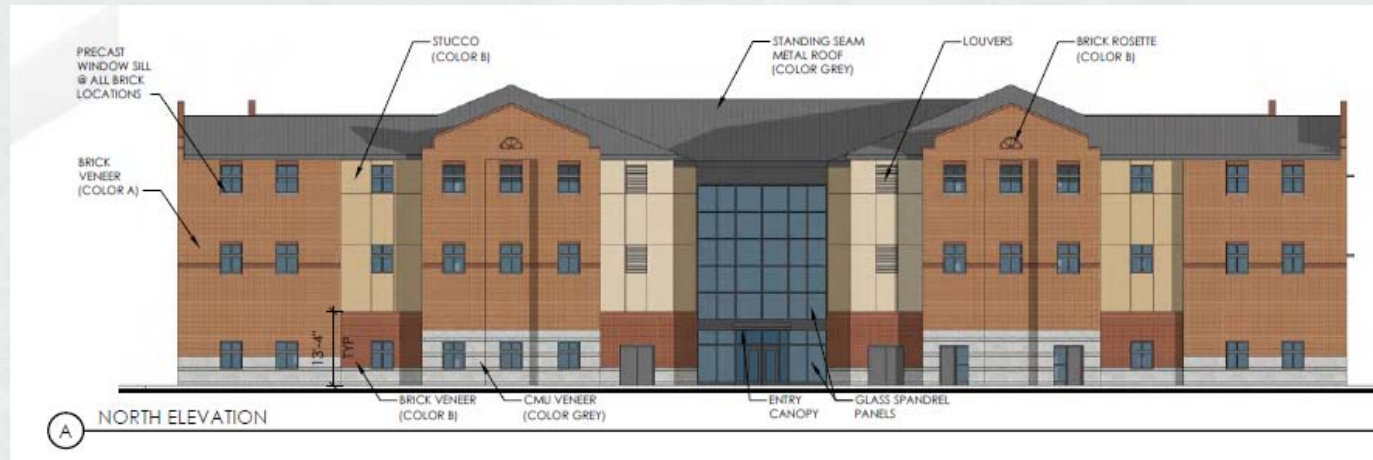 PRECAST
WINDOW SILL
@ ALL BRICK
LOCATIONS
STUCCO
(COLOR B)
STANDING SEAM
METAL ROOF
(COLOR GREY)
LOUVERS
BRICK ROSETTE
(COLOR B)
BRICK
VENEER
(COLOR A)
13'-4"
TYP
BRICK VENEER
(COLOR B)
CMU VENEER
(COLOR GREY)
ENTRY
CANOPY
GLASS SPANDREL
PANELS
A
NORTH ELEVATION